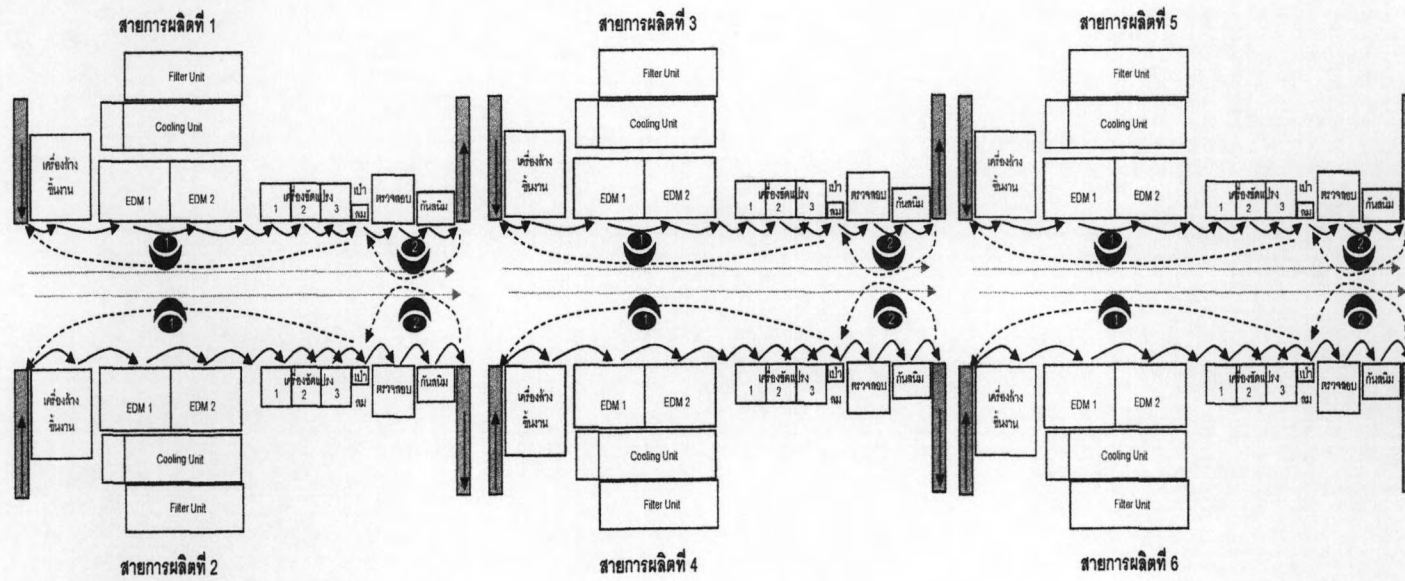 สายการผลิตที่ 1
Filter Unit
Cooling Unit
เครื่องล้าง
ชิ้นงาน
EDM 1
EDM 2
เครื่องขัดแปรง
1 2 3
เป่า
ลม
ตรวจสอบ
กันสนิม
1
2
สายการผลิตที่ 3
Filter Unit
Cooling Unit
เครื่องล้าง
ชิ้นงาน
EDM 1
EDM 2
เครื่องขัดแปรง
1 2 3
เป่า
ลม
ตรวจสอบ
กันสนิม
1
2
สายการผลิตที่ 5
Filter Unit
Cooling Unit
เครื่องล้าง
ชิ้นงาน
EDM 1
EDM 2
เครื่องขัดแปรง
1 2 3
เป่า
ลม
ตรวจสอบ
กันสนิม
1
2
1
2
เครื่องล้าง
ชิ้นงาน
EDM 1
EDM 2
เครื่องขัดแปรง
1 2 3
เป่า
ลม
ตรวจสอบ
กันสนิม
Cooling Unit
Filter Unit
สายการผลิตที่ 2
1
2
เครื่องล้าง
ชิ้นงาน
EDM 1
EDM 2
เครื่องขัดแปรง
1 2 3
เป่า
ลม
ตรวจสอบ
กันสนิม
Cooling Unit
Filter Unit
สายการผลิตที่ 4
1
2
เครื่องล้าง
ชิ้นงาน
EDM 1
EDM 2
เครื่องขัดแปรง
1 2 3
เป่า
ลม
ตรวจสอบ
กันสนิม
Cooling Unit
Filter Unit
สายการผลิตที่ 6